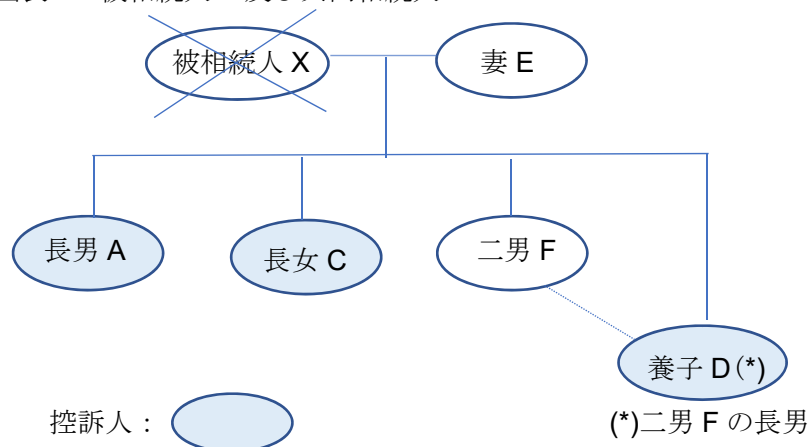 被相続人 X
妻 E
長男 A
長女 C
二男 F
養子 D(*)
控訴人：
(*)二男 F の長男